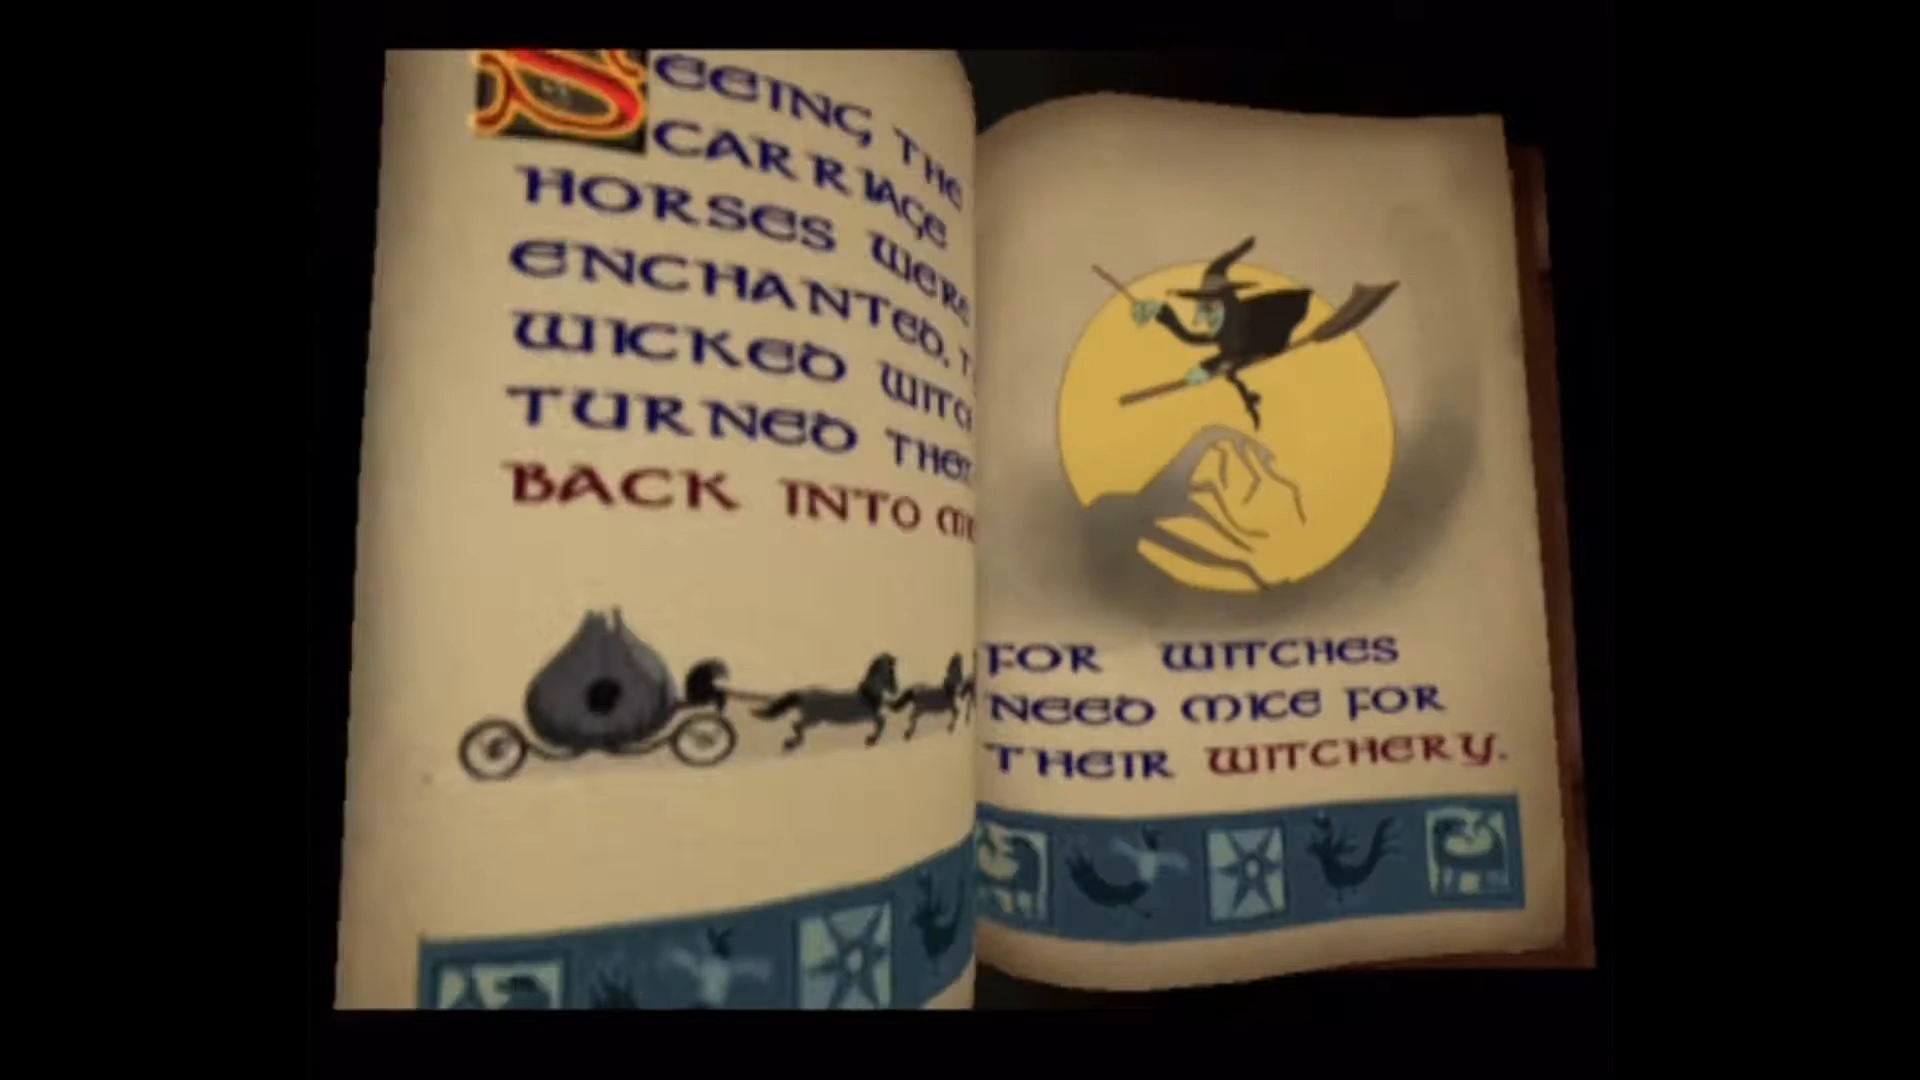 SEEING THE
CARRIAGE
HORSES WERE
ENCHANTED,
WICKED
TURNED
BACK INTO
FOR WITCHES
NEED MICE FOR
THEIR WITCHERY.